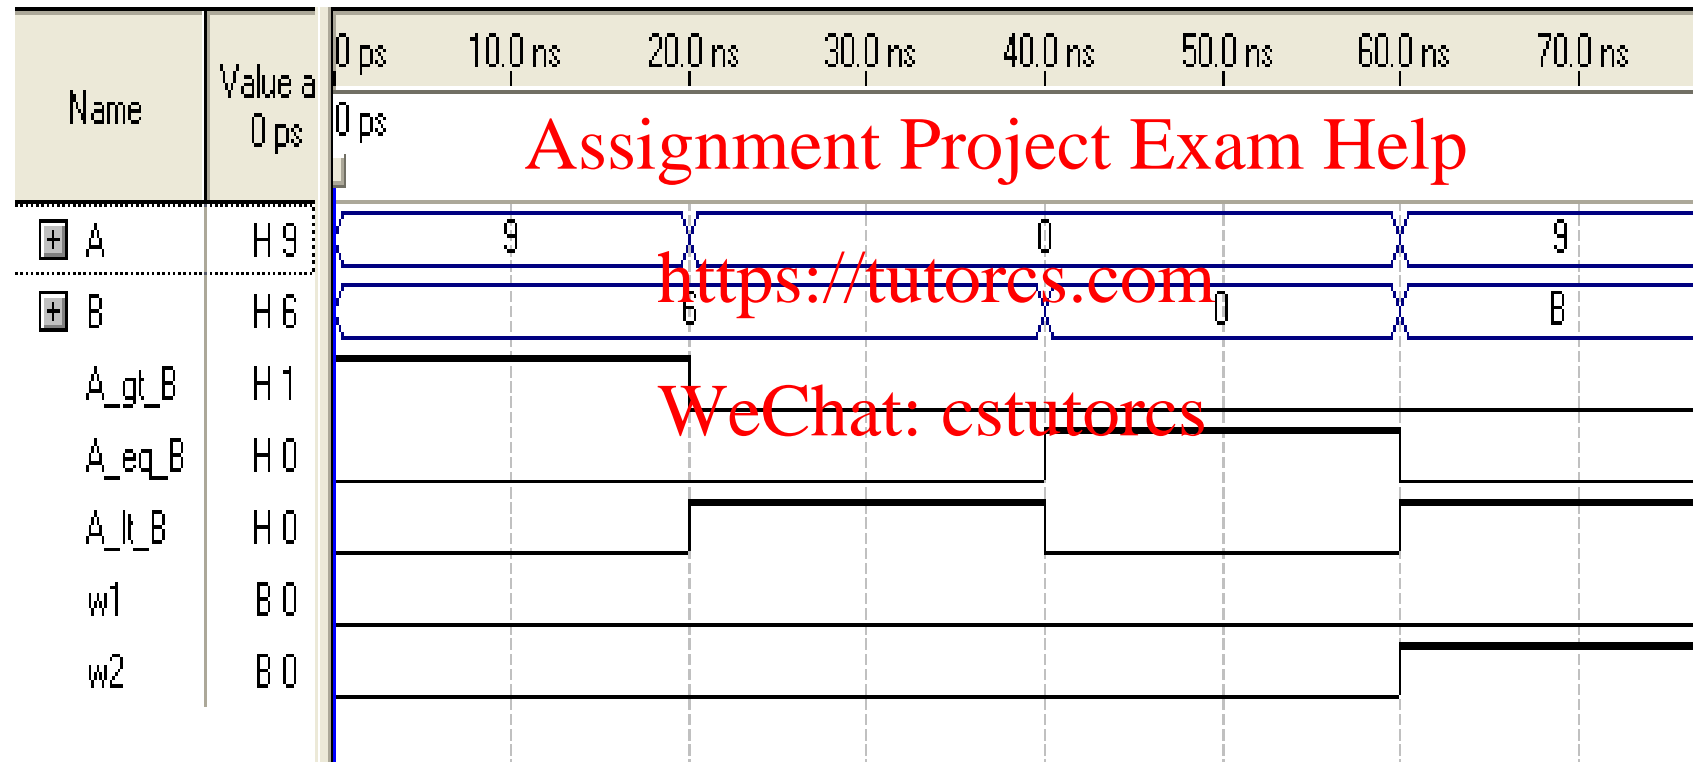 Name
Value a
0 ps
0 ps 10.0 ns 20.0 ns 30.0 ns 40.0 ns 50.0 ns 60.0 ns 70.0 ns
0 ps
Assignment Project Exam Help
A H 9 9 0 9
https://tutorcs.com
B H 6 6 0 B
A_gt_B H 1
WeChat: cstutorcs
A_eq_B H 0
A_lt_B H 0
w1 B 0
w2 B 0